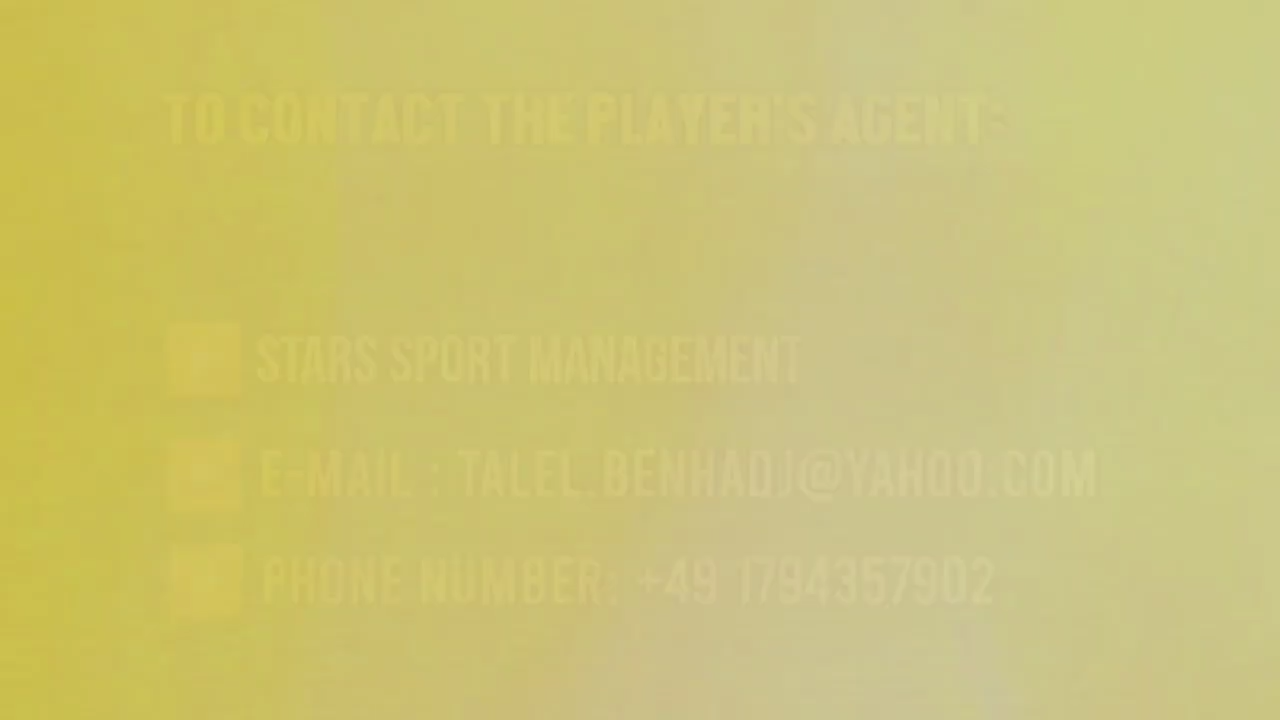 TO CONTACT THE PLAYER'S AGENT:
STARS SPORT MANAGEMENT
E-MAIL : TALEL.BENHADJ@YAHOO.COM
PHONE NUMBER: +49 1794357902